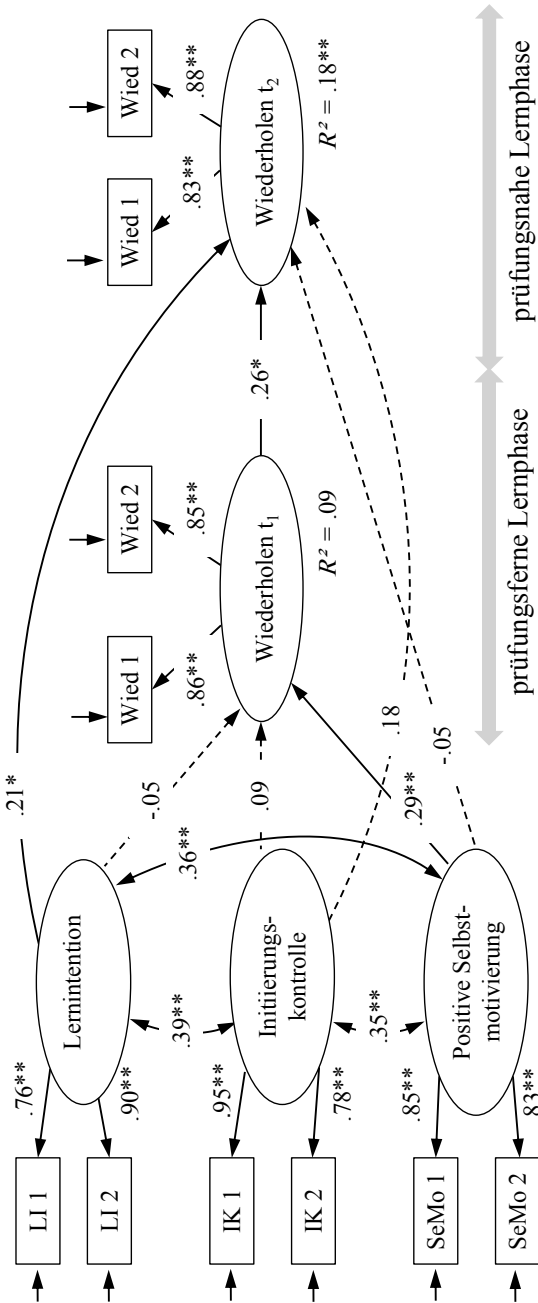 LI 1
LI 2
IK 1
IK 2
SeMo 1
SeMo 2
.76**
.90**
.95**
.78**
.85**
.83**
Lernintention
Initiierungs-
kontrolle
Positive Selbst-
motivierung
.39**
.35**
.36**
.21*
-.05
.09
.29**
.18
-.05
Wied 1
Wied 2
.86**
.85**
Wiederholen t₁
R² = .09
.26*
Wied 1
Wied 2
.83**
.88**
Wiederholen t₂
R² = .18**
prüfungsferne Lernphase
prüfungsnahe Lernphase